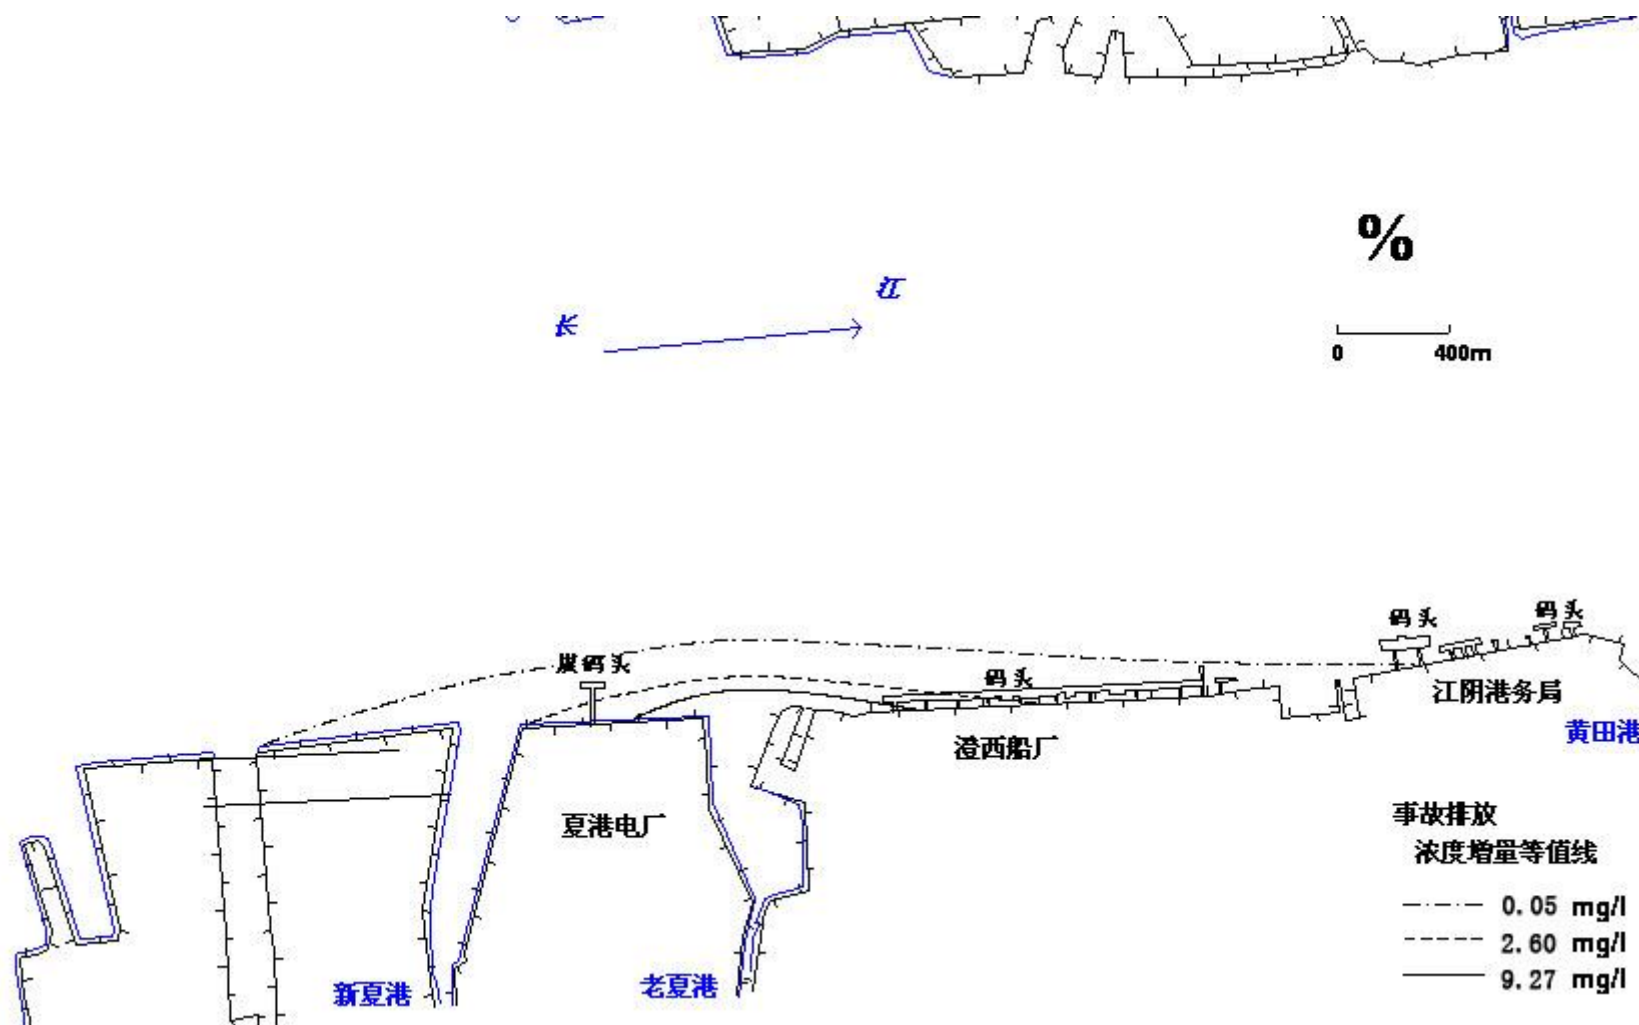 %
江
长
0 400m
码头
码头
煤码头
码头
江阴港务局
黄田港
澄西船厂
夏港电厂
事故排放
浓度增量等值线
0.05 mg/l
2.60 mg/l
9.27 mg/l
新夏港
老夏港